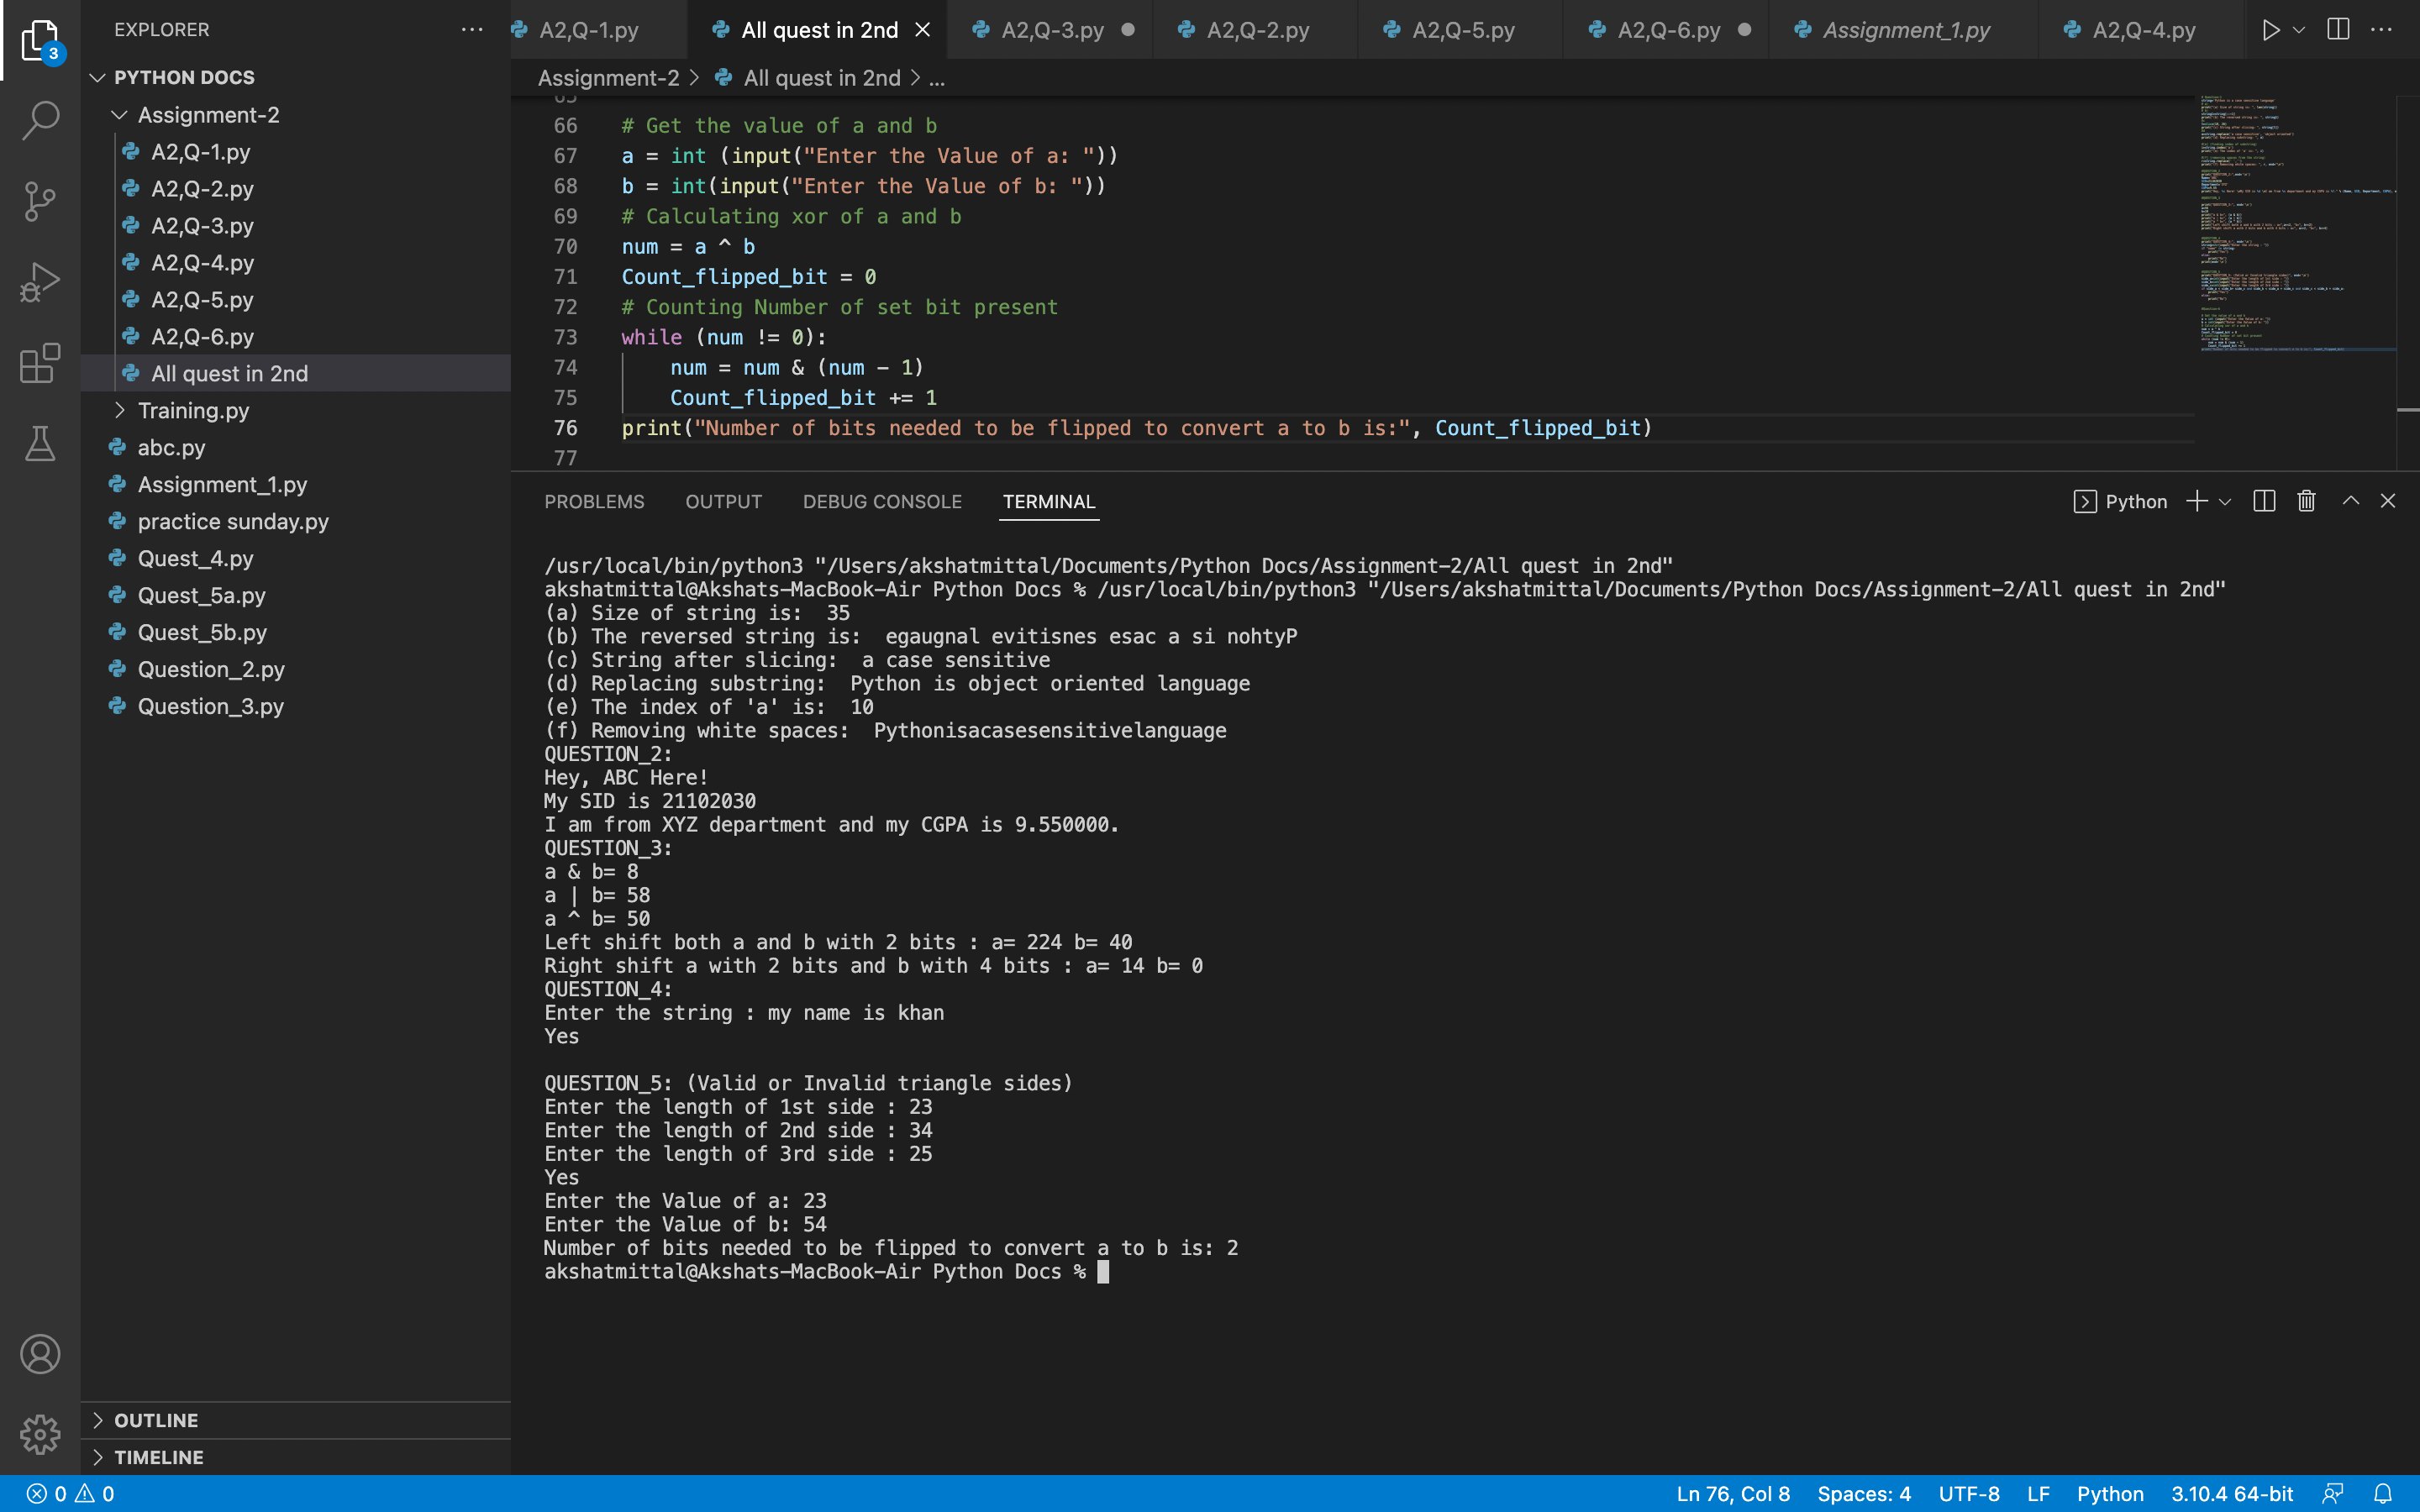 EXPLORER
3
PYTHON DOCS
Assignment-2
A2,Q-1.py
A2,Q-2.py
A2,Q-3.py
A2,Q-4.py
A2,Q-5.py
A2,Q-6.py
All quest in 2nd
Training.py
abc.py
Assignment_1.py
practice sunday.py
Quest_4.py
Quest_5a.py
Quest_5b.py
Question_2.py
Question_3.py
OUTLINE
TIMELINE
A2,Q-1.py All quest in 2nd A2,Q-3.py A2,Q-2.py A2,Q-5.py A2,Q-6.py Assignment_1.py A2,Q-4.py
Assignment-2 > All quest in 2nd > ...
65
66 # Get the value of a and b
67 a = int (input("Enter the Value of a: "))
68 b = int(input("Enter the Value of b: "))
69 # Calculating xor of a and b
70 num = a ^ b
71 Count_flipped_bit = 0
72 # Counting Number of set bit present
73 while (num != 0):
74 num = num & (num - 1)
75 Count_flipped_bit += 1
76 print("Number of bits needed to be flipped to convert a to b is:", Count_flipped_bit)
77
PROBLEMS OUTPUT DEBUG CONSOLE TERMINAL Python
/usr/local/bin/python3 "/Users/akshatmittal/Documents/Python Docs/Assignment-2/All quest in 2nd"
akshatmittal@Akshats-MacBook-Air Python Docs % /usr/local/bin/python3 "/Users/akshatmittal/Documents/Python Docs/Assignment-2/All quest in 2nd"
(a) Size of string is:  35
(b) The reversed string is:  egaugnal evitisnes esac a si nohtyP
(c) String after slicing:  a case sensitive
(d) Replacing substring:  Python is object oriented language
(e) The index of 'a' is:  10
(f) Removing white spaces:  Pythonisacasesensitivelanguage
QUESTION_2:
Hey, ABC Here!
My SID is 21102030
I am from XYZ department and my CGPA is 9.550000.
QUESTION_3:
a & b= 8
a | b= 58
a ^ b= 50
Left shift both a and b with 2 bits : a= 224 b= 40
Right shift a with 2 bits and b with 4 bits : a= 14 b= 0
QUESTION_4:
Enter the string : my name is khan
Yes
QUESTION_5: (Valid or Invalid triangle sides)
Enter the length of 1st side : 23
Enter the length of 2nd side : 34
Enter the length of 3rd side : 25
Yes
Enter the Value of a: 23
Enter the Value of b: 54
Number of bits needed to be flipped to convert a to b is: 2
akshatmittal@Akshats-MacBook-Air Python Docs %
0 0 Ln 76, Col 8 Spaces: 4 UTF-8 LF Python 3.10.4 64-bit